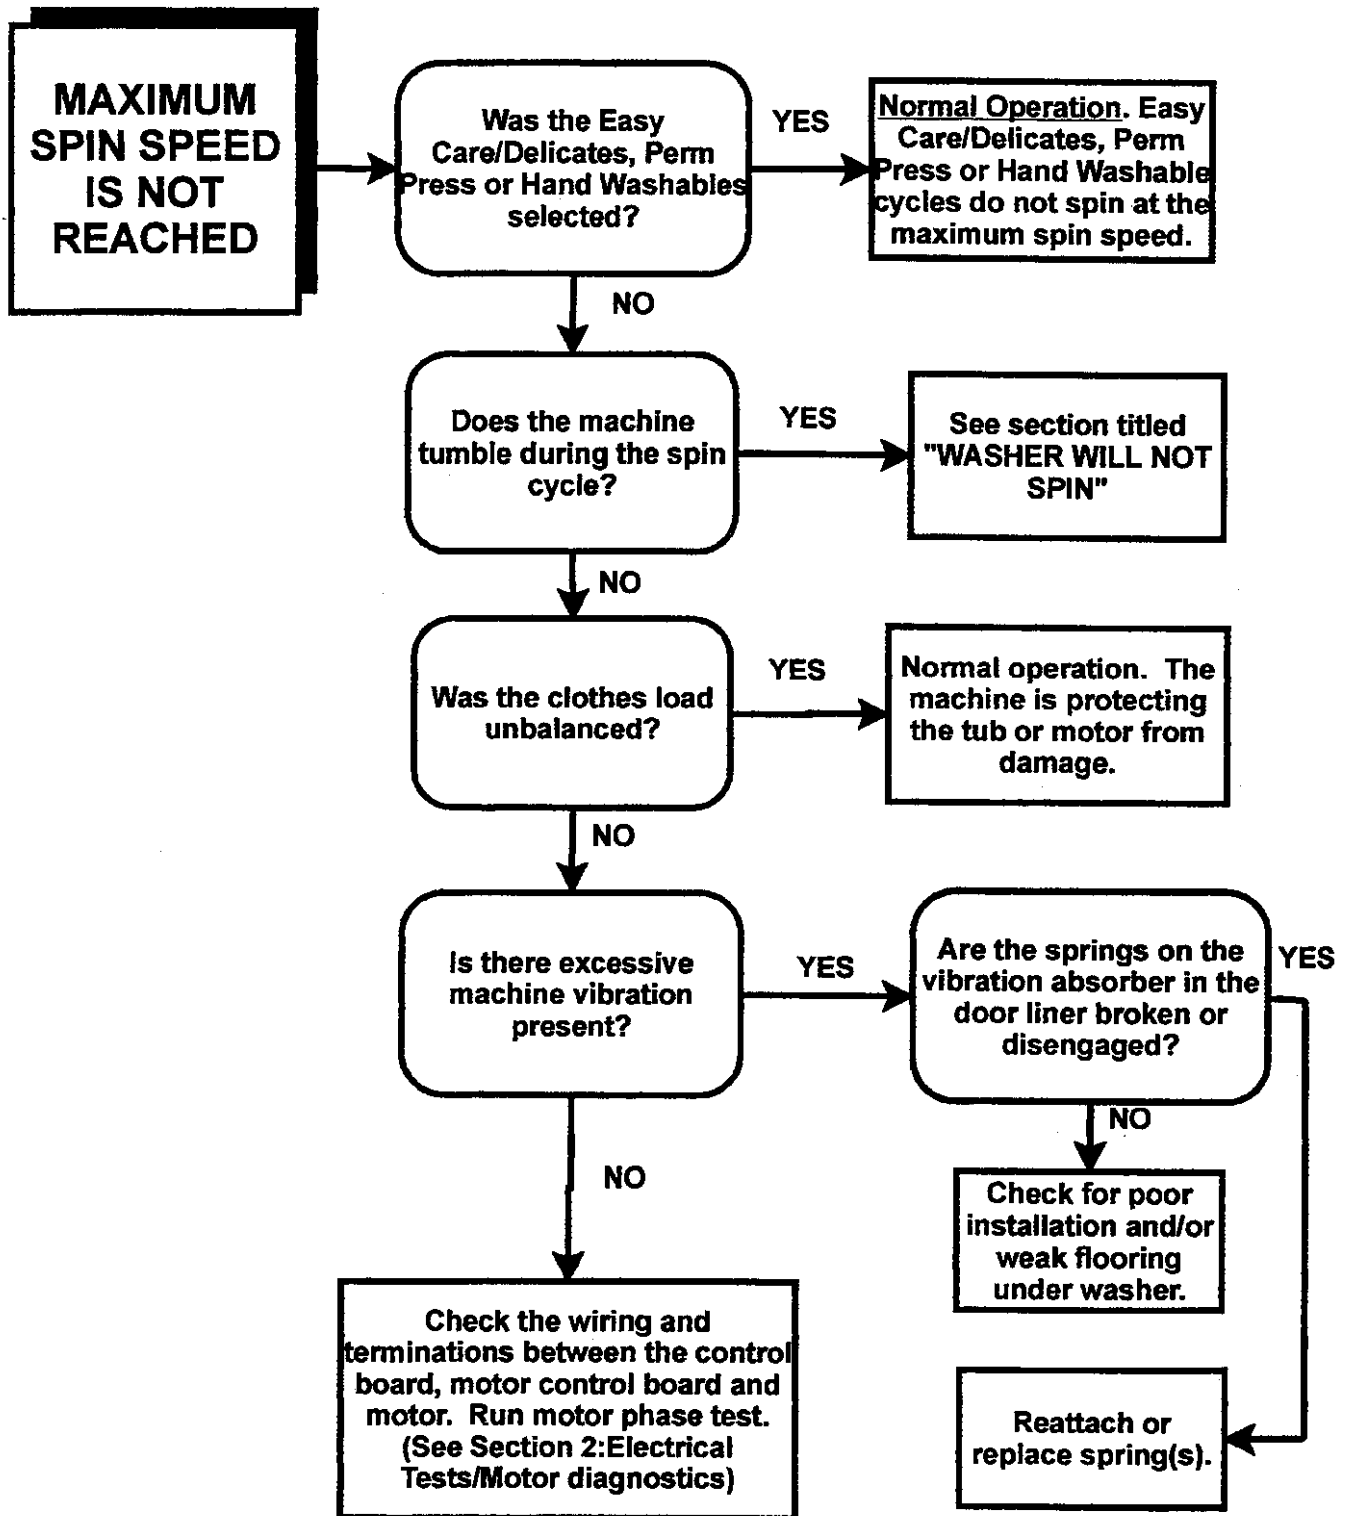 MAXIMUM
SPIN SPEED
IS NOT
REACHED
Was the Easy
Care/Delicates, Perm
Press or Hand Washables
selected?
YES
Normal Operation. Easy
Care/Delicates, Perm
Press or Hand Washable
cycles do not spin at the
maximum spin speed.
NO
Does the machine
tumble during the spin
cycle?
YES
See section titled
"WASHER WILL NOT
SPIN"
NO
Was the clothes load
unbalanced?
YES
Normal operation. The
machine is protecting
the tub or motor from
damage.
NO
Is there excessive
machine vibration
present?
YES
Are the springs on the
vibration absorber in the
door liner broken or
disengaged?
YES
NO
Check for poor
installation and/or
weak flooring
under washer.
NO
Check the wiring and
terminations between the control
board, motor control board and
motor. Run motor phase test.
(See Section 2:Electrical
Tests/Motor diagnostics)
Reattach or
replace spring(s).